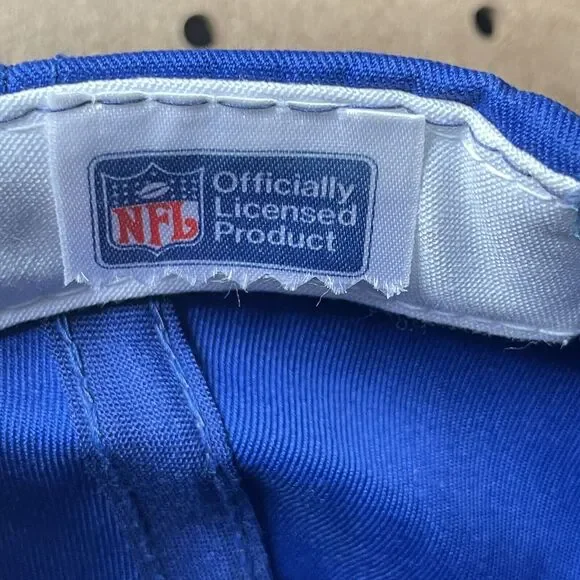 NFL
Officially
Licensed
Product